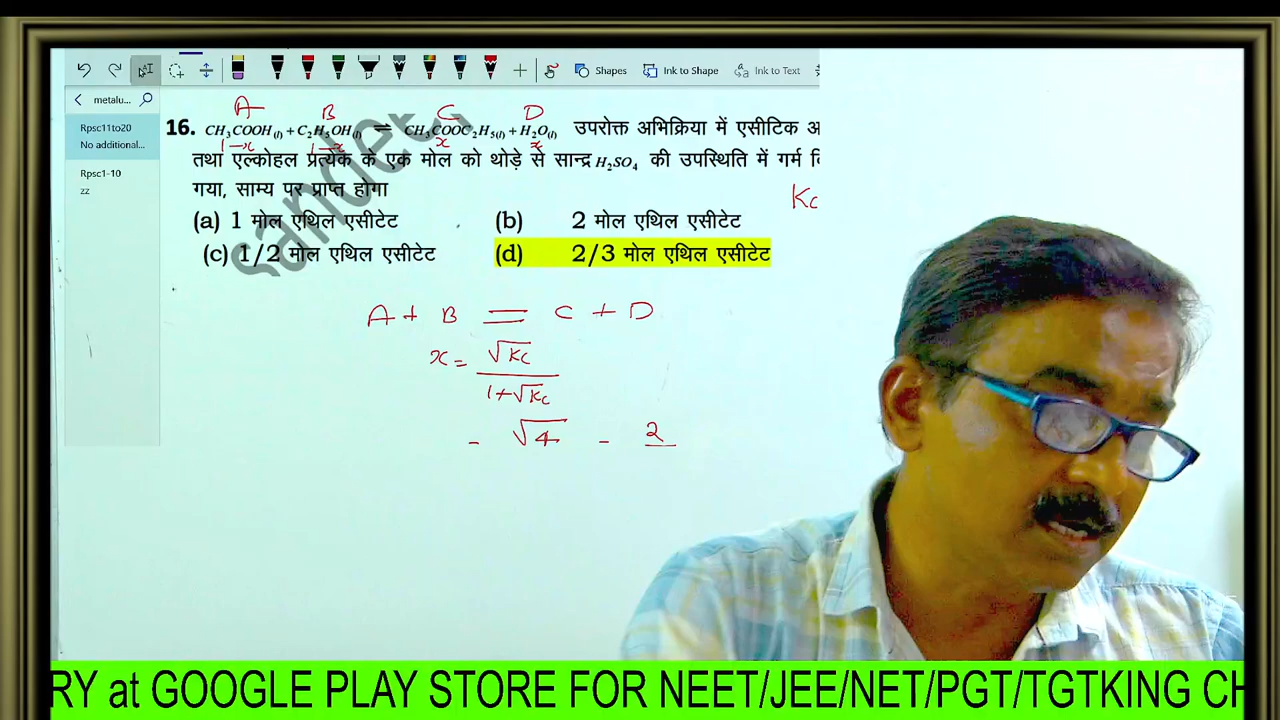 Shapes Ink to Shape Ink to Text
metalu...
Rpsc11to20
No additional...
Rpsc1-10
zz
A B C D
16. CH₃COOH(l) + C₂H₅OH(l) ⇌ CH₃COOC₂H₅(l) + H₂O(l) उपरोक्त अभिक्रिया में एसीटिक अ
1-x 1-x x x
तथा एल्कोहल प्रत्येक के एक मोल को थोड़े से सान्द्र H₂SO₄ की उपस्थिति में गर्म कि
गया, साम्य पर प्राप्त होगा
Kc
(a) 1 मोल एथिल एसीटेट (b) 2 मोल एथिल एसीटेट
(c) 1/2 मोल एथिल एसीटेट (d) 2/3 मोल एथिल एसीटेट
sandeep
A + B = C + D
x = √Kc
1+√Kc
- √4 - 2
RY at GOOGLE PLAY STORE FOR NEET/JEE/NET/PGT/TGTKING CH